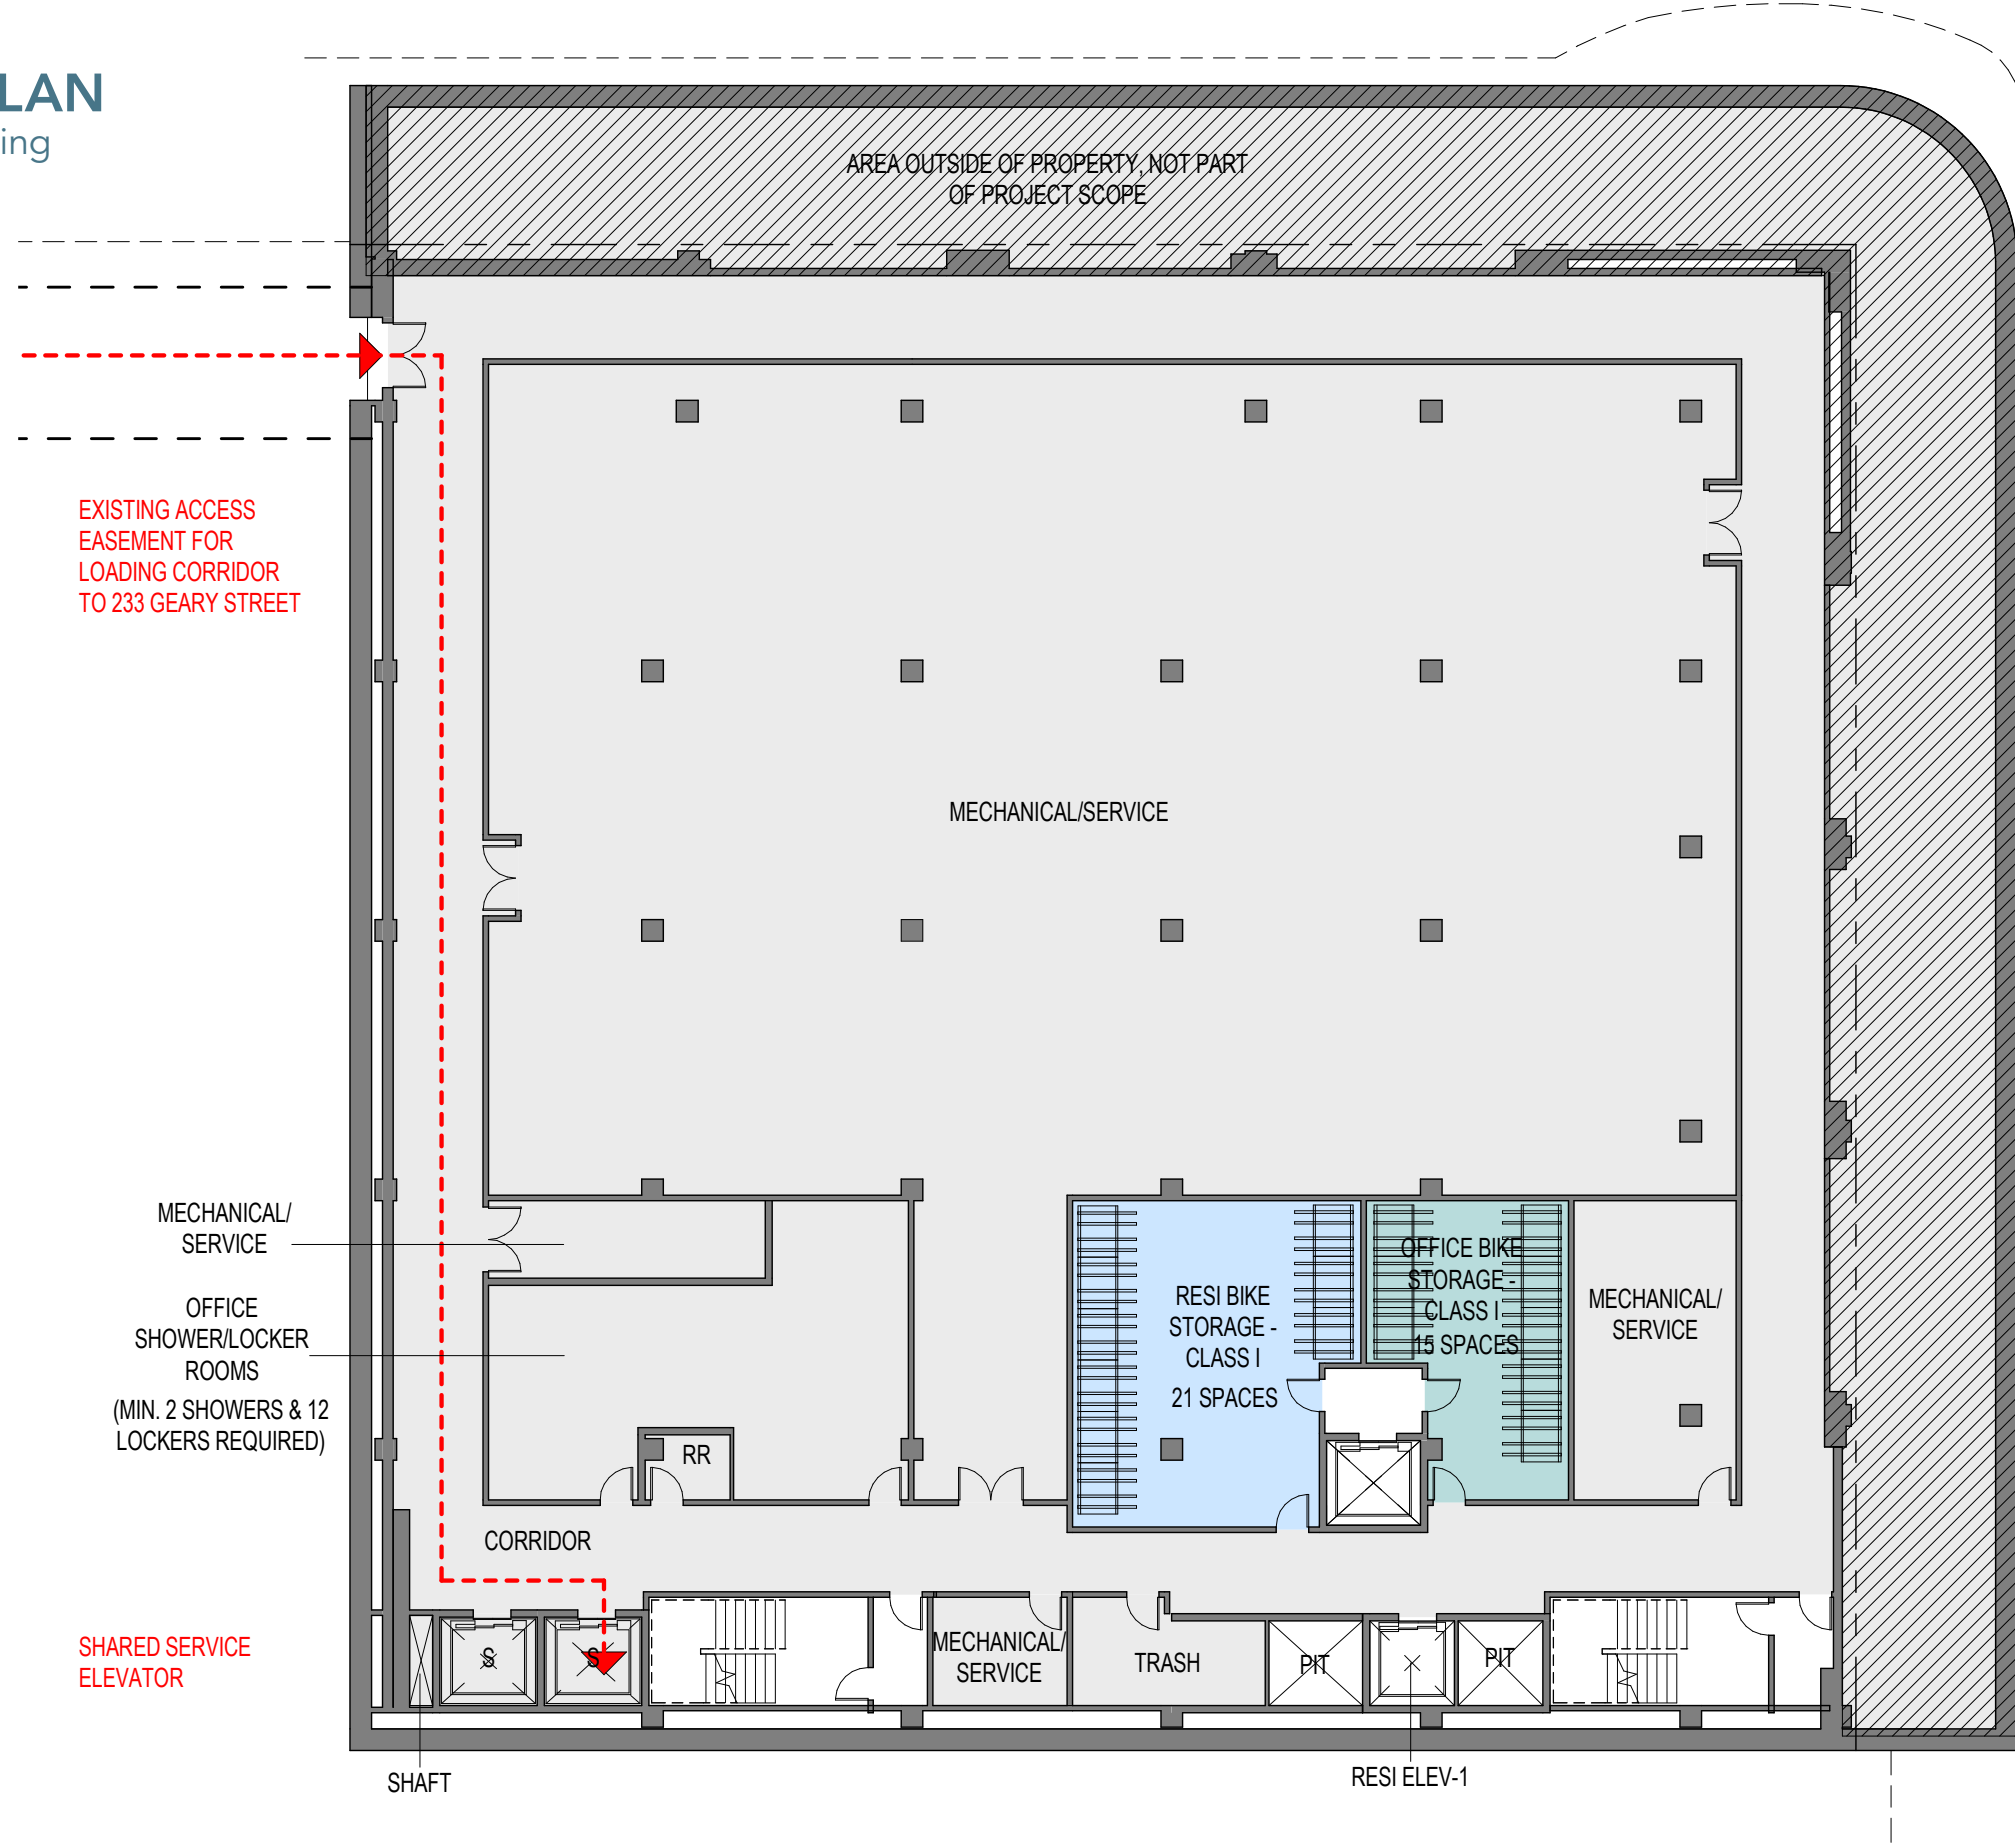 LAN
ing
AREA OUTSIDE OF PROPERTY, NOT PART
OF PROJECT SCOPE
EXISTING ACCESS
EASEMENT FOR
LOADING CORRIDOR
TO 233 GEARY STREET
MECHANICAL/SERVICE
MECHANICAL/
SERVICE
OFFICE
SHOWER/LOCKER
ROOMS
(MIN. 2 SHOWERS & 12
LOCKERS REQUIRED)
RR
RESI BIKE
STORAGE -
CLASS I
21 SPACES
OFFICE BIKE
STORAGE -
CLASS I
15 SPACES
MECHANICAL/
SERVICE
CORRIDOR
SHARED SERVICE
ELEVATOR
S
S
MECHANICAL/
SERVICE
TRASH
PIT
PIT
SHAFT
RESI ELEV-1